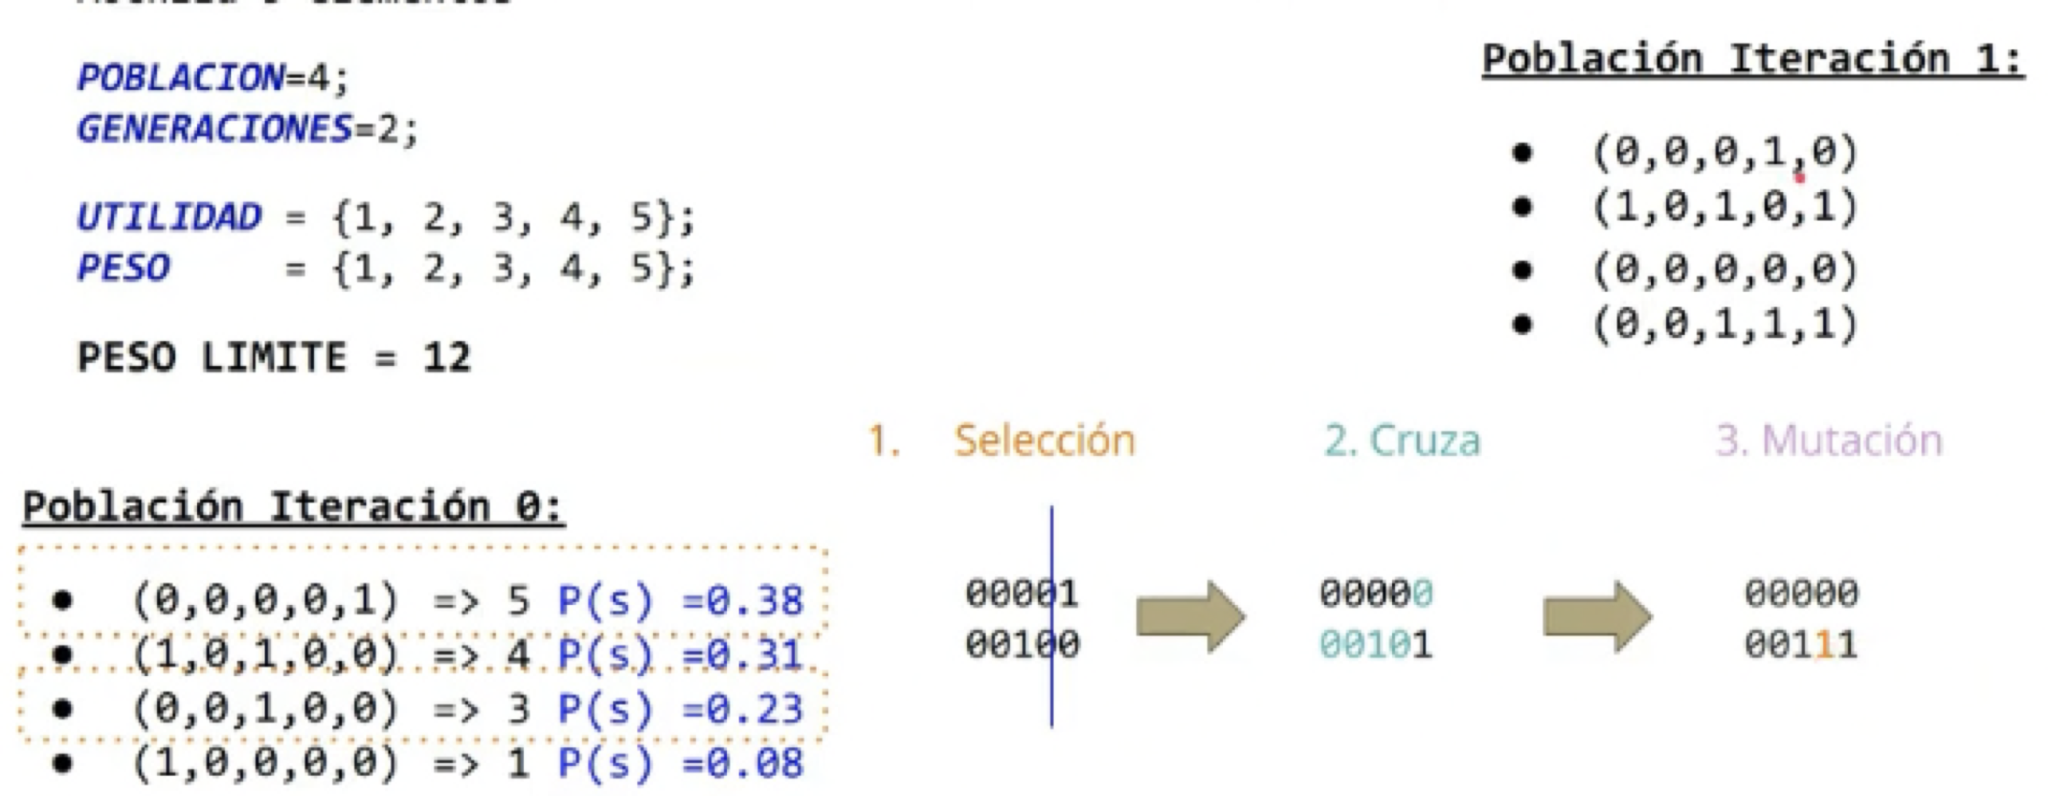 POBLACION=4;
GENERACIONES=2;
UTILIDAD = {1, 2, 3, 4, 5};
PESO = {1, 2, 3, 4, 5};
PESO LIMITE = 12
Población Iteración 1:
• (0,0,0,1,0)
• (1,0,1,0,1)
• (0,0,0,0,0)
• (0,0,1,1,1)
Población Iteración 0:
• (0,0,0,0,1) => 5 P(s) =0.38
• (1,0,1,0,0) => 4 P(s) =0.31
• (0,0,1,0,0) => 3 P(s) =0.23
• (1,0,0,0,0) => 1 P(s) =0.08
1. Selección
00001
00100
2. Cruza
00000
00101
3. Mutación
00000
00111